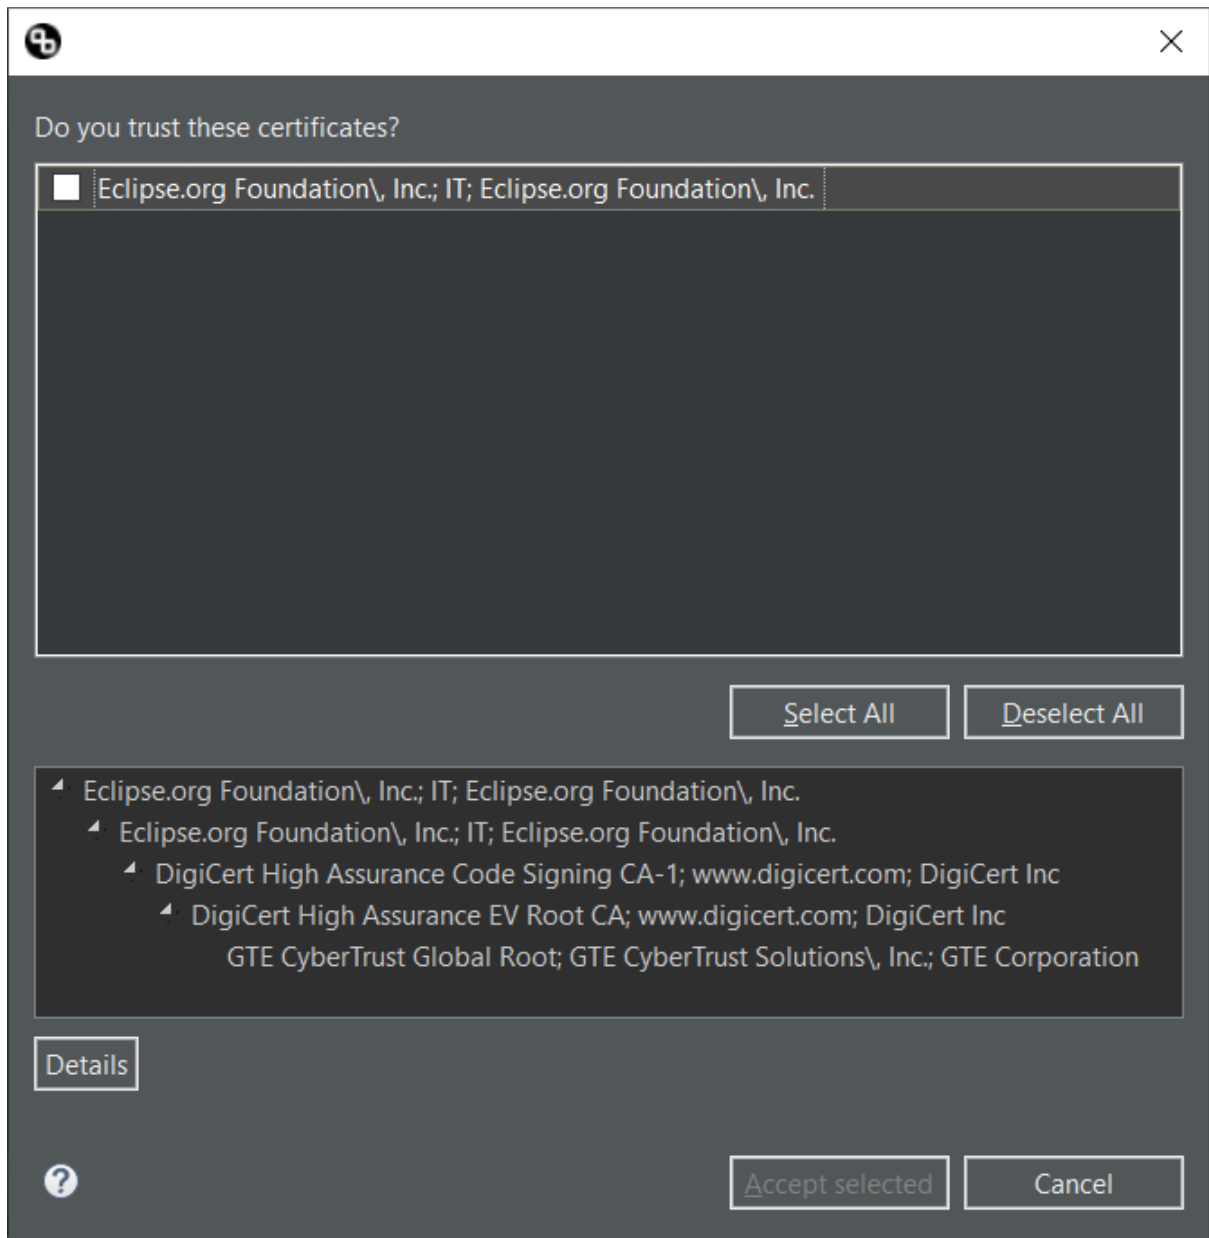 Do you trust these certificates?
Eclipse.org Foundation\, Inc.; IT; Eclipse.org Foundation\, Inc.
Select All Deselect All
Eclipse.org Foundation\, Inc.; IT; Eclipse.org Foundation\, Inc.
Eclipse.org Foundation\, Inc.; IT; Eclipse.org Foundation\, Inc.
DigiCert High Assurance Code Signing CA-1; www.digicert.com; DigiCert Inc
DigiCert High Assurance EV Root CA; www.digicert.com; DigiCert Inc
GTE CyberTrust Global Root; GTE CyberTrust Solutions\, Inc.; GTE Corporation
Details
? Accept selected Cancel